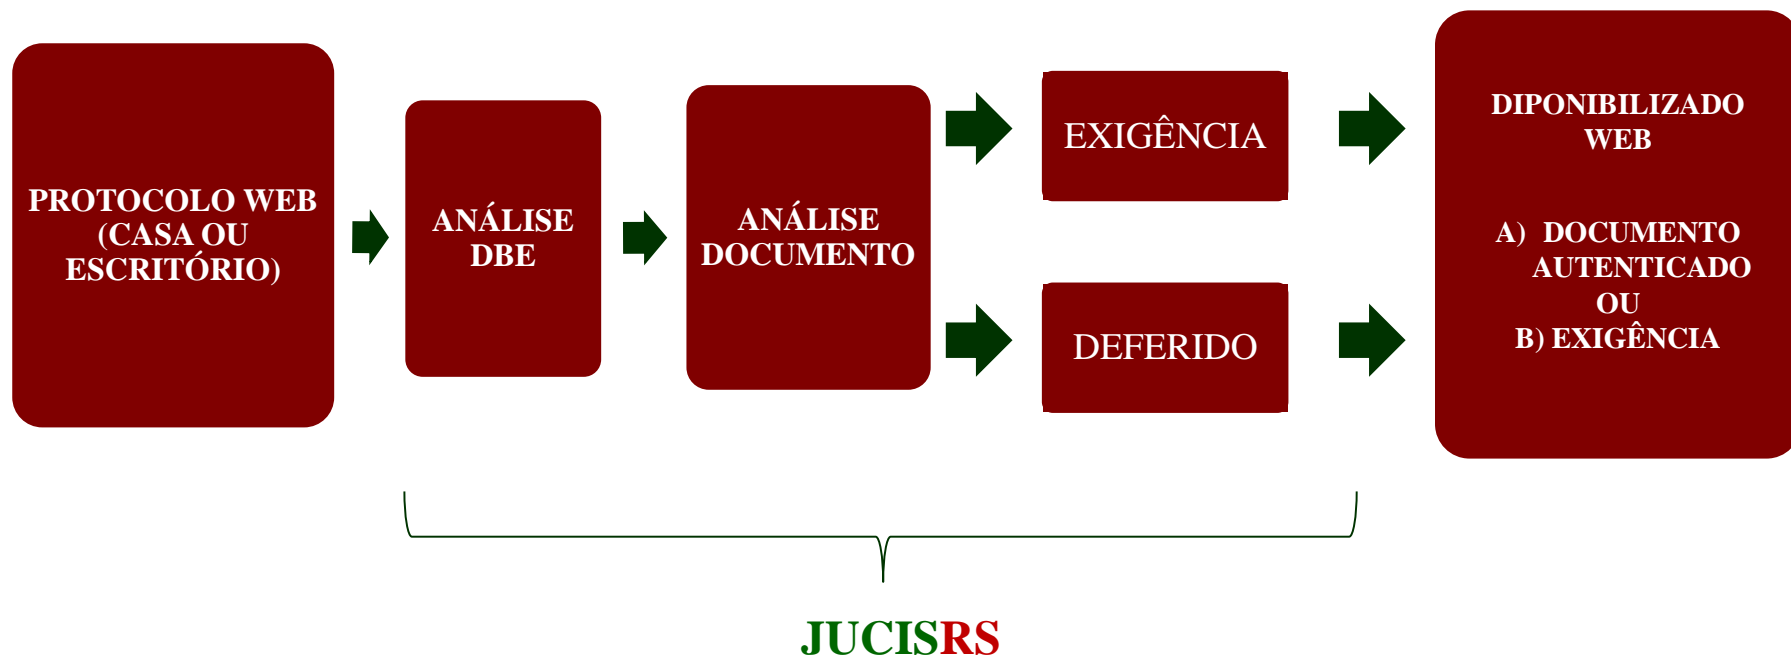 PROTOCOLO WEB
(CASA OU
ESCRITÓRIO)
ANÁLISE
DBE
ANÁLISE
DOCUMENTO
EXIGÊNCIA
DEFERIDO
DIPONIBILIZADO
WEB
A) DOCUMENTO
AUTENTICADO
OU
B) EXIGÊNCIA
JUCISRS